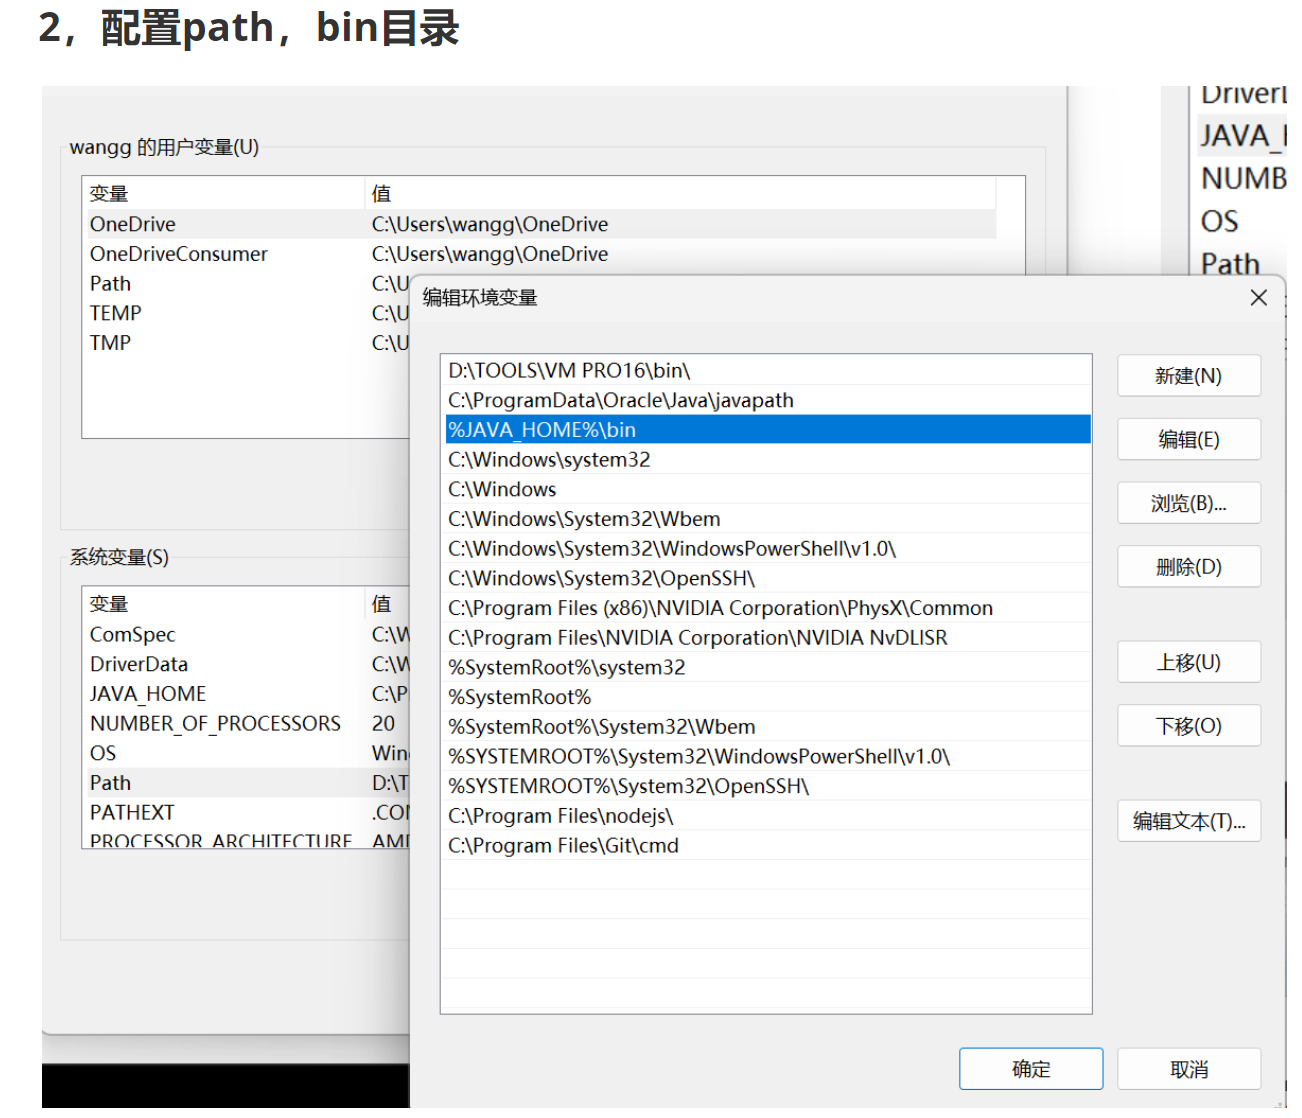 2，配置path，bin目录
wangg 的用户变量(U)
变量 值
OneDrive C:\Users\wangg\OneDrive
OneDriveConsumer C:\Users\wangg\OneDrive
Path C:\U
TEMP C:\U
TMP C:\U
系统变量(S)
变量 值
ComSpec C:\W
DriverData C:\W
JAVA_HOME C:\P
NUMBER_OF_PROCESSORS 20
OS Win
Path D:\T
PATHEXT .CO
PROCESSOR_ARCHITECTURE AM
Driver
JAVA_
NUMB
OS
Path
编辑环境变量
D:\TOOLS\VM PRO16\bin\
C:\ProgramData\Oracle\Java\javapath
%JAVA_HOME%\bin
C:\Windows\system32
C:\Windows
C:\Windows\System32\Wbem
C:\Windows\System32\WindowsPowerShell\v1.0\
C:\Windows\System32\OpenSSH\
C:\Program Files (x86)\NVIDIA Corporation\PhysX\Common
C:\Program Files\NVIDIA Corporation\NVIDIA NvDLISR
%SystemRoot%\system32
%SystemRoot%
%SystemRoot%\System32\Wbem
%SYSTEMROOT%\System32\WindowsPowerShell\v1.0\
%SYSTEMROOT%\System32\OpenSSH\
C:\Program Files\nodejs\
C:\Program Files\Git\cmd
新建(N)
编辑(E)
浏览(B)...
删除(D)
上移(U)
下移(O)
编辑文本(T)...
确定
取消